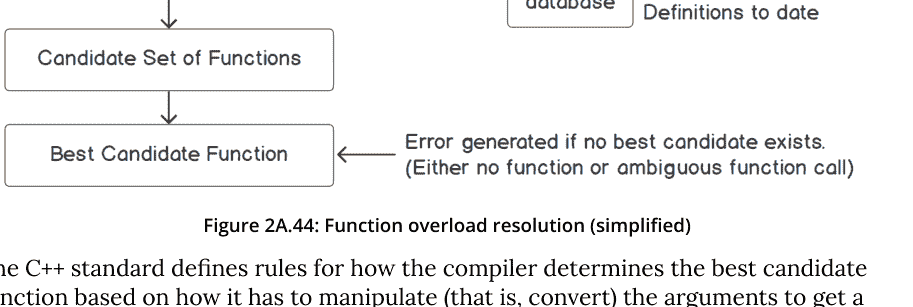 database
Definitions to date
Candidate Set of Functions
Error generated if no best candidate exists.
Best Candidate Function
(Either no function or ambiguous function call)
Figure 2A.44: Function overload resolution (simplified)
C++ standard defines rules for how the compiler determines the best candidate
based on how it has to manipulate (that is, convert) the arguments to get a